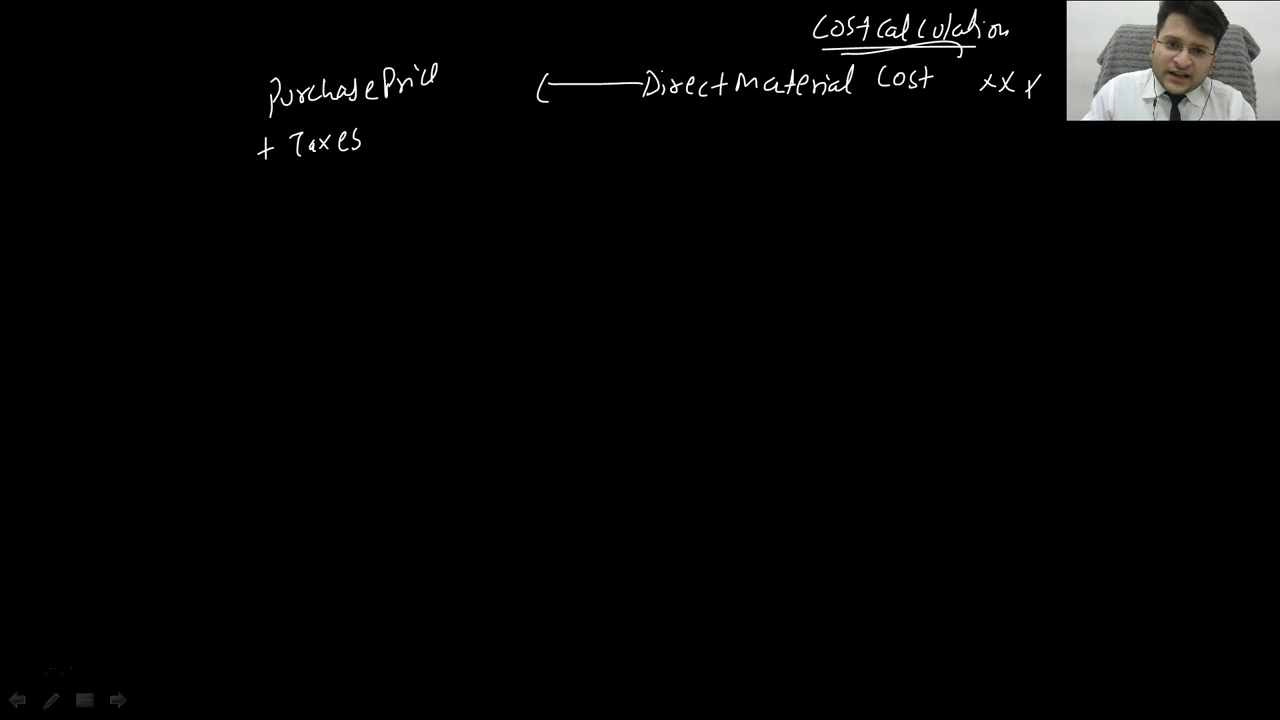 Cost calculation
Purchase Price Direct Material Cost xxx
+ Taxes